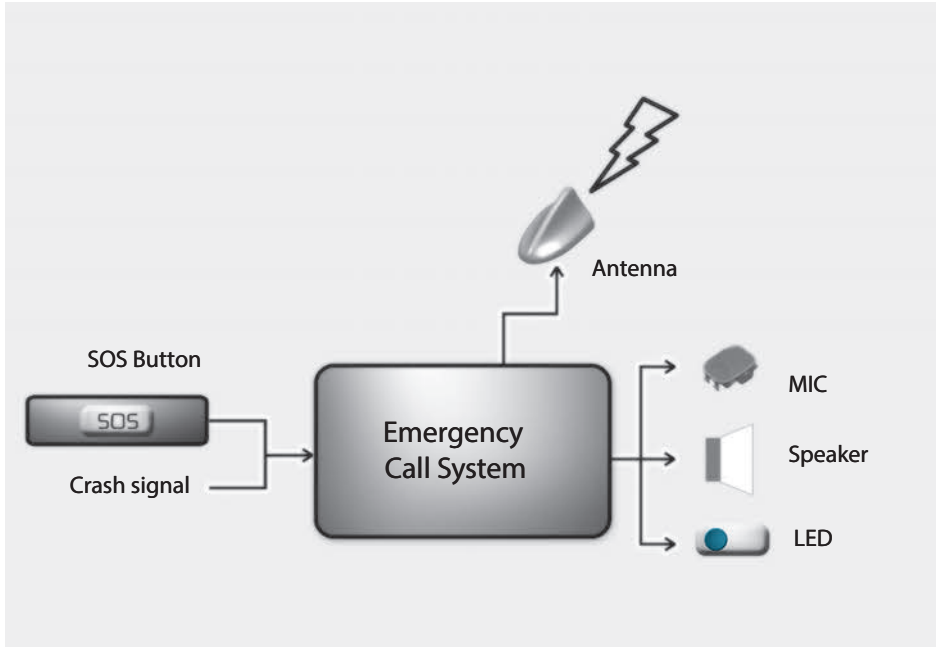 Antenna
SOS Button
SOS
Crash signal
Emergency
Call System
MIC
Speaker
LED